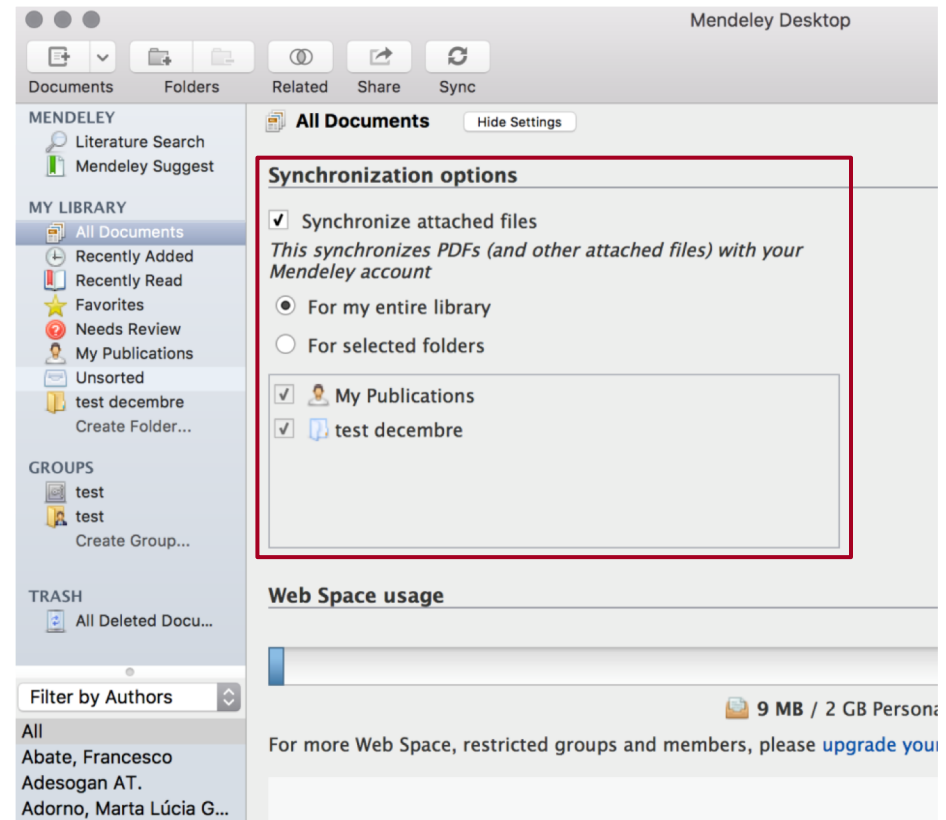 Mendeley Desktop
Documents
Folders
Related
Share
Sync
MENDELEY
Literature Search
Mendeley Suggest
MY LIBRARY
All Documents
Recently Added
Recently Read
Favorites
Needs Review
My Publications
Unsorted
test decembre
Create Folder...
GROUPS
test
test
Create Group...
TRASH
All Deleted Docu...
Filter by Authors
All
Abate, Francesco
Adesogan AT.
Adorno, Marta Lúcia G...
All Documents
Hide Settings
Synchronization options
Synchronize attached files
This synchronizes PDFs (and other attached files) with your
Mendeley account
For my entire library
For selected folders
My Publications
test decembre
Web Space usage
9 MB / 2 GB Persona
For more Web Space, restricted groups and members, please upgrade your